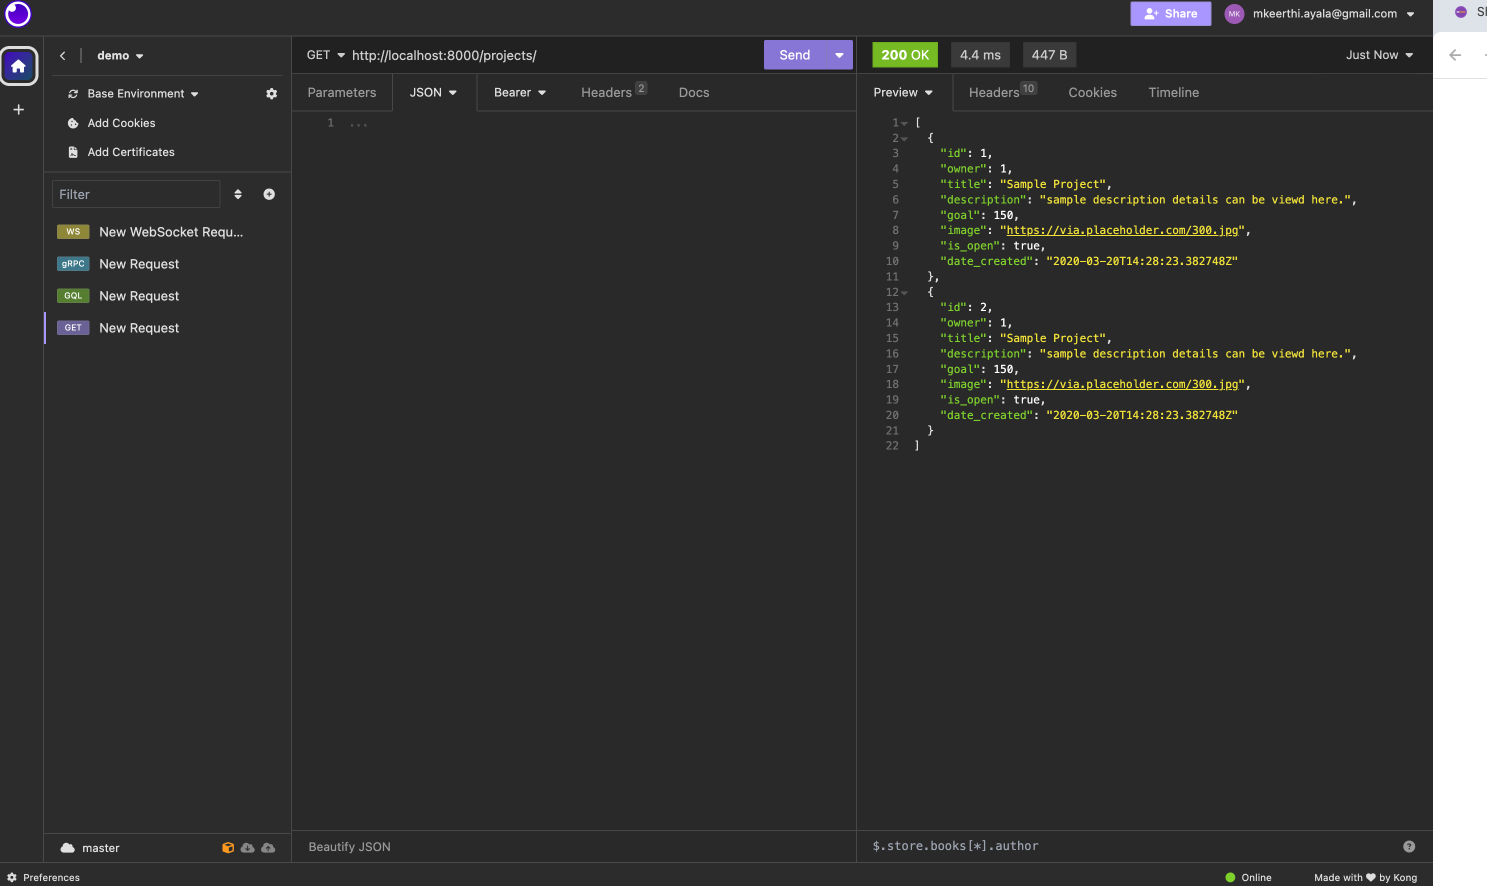 Share
MK
mkeerthi.ayala@gmail.com
demo
Base Environment
Add Cookies
Add Certificates
Filter
WS New WebSocket Requ...
gRPC New Request
GQL New Request
GET New Request
master
Preferences
GET http://localhost:8000/projects/
Send
Parameters JSON Bearer Headers 2 Docs
1 ...
Beautify JSON
200 OK 4.4 ms 447 B Just Now
Preview Headers 10 Cookies Timeline
1 [
2 {
3 "id": 1,
4 "owner": 1,
5 "title": "Sample Project",
6 "description": "sample description details can be viewd here.",
7 "goal": 150,
8 "image": "https://via.placeholder.com/300.jpg",
9 "is_open": true,
10 "date_created": "2020-03-20T14:28:23.382748Z"
11 },
12 {
13 "id": 2,
14 "owner": 1,
15 "title": "Sample Project",
16 "description": "sample description details can be viewd here.",
17 "goal": 150,
18 "image": "https://via.placeholder.com/300.jpg",
19 "is_open": true,
20 "date_created": "2020-03-20T14:28:23.382748Z"
21 }
22 ]
$.store.books[*].author
Online
Made with ❤ by Kong